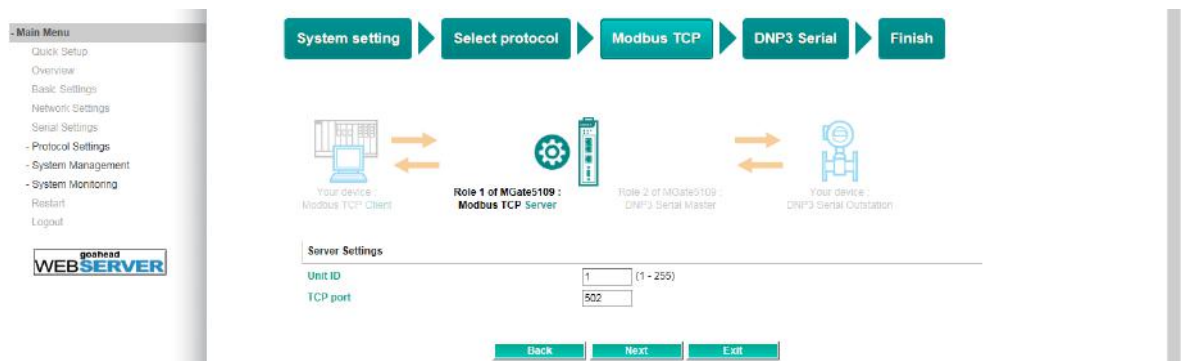 - Main Menu
Quick Setup
Overview
Basic Settings
Network Settings
Serial Settings
- Protocol Settings
- System Management
- System Monitoring
Restart
Logout
goahead
WEBSERVER
System setting
Select protocol
Modbus TCP
DNP3 Serial
Finish
Your device :
Modbus TCP Client
Role 1 of MGate5109 :
Modbus TCP Server
Role 2 of MGate5109 :
DNP3 Serial Master
Your device :
DNP3 Serial Outstation
Server Settings
Unit ID
1
(1 - 255)
TCP port
502
Back
Next
Exit